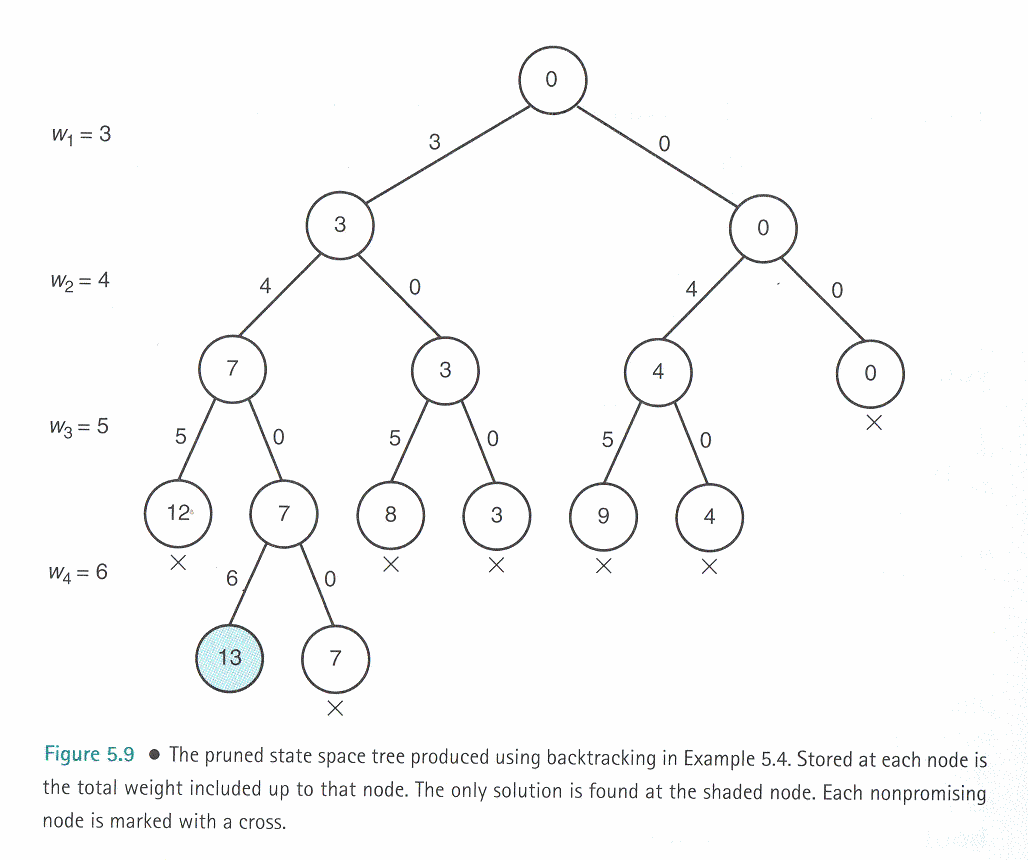 0
w1 = 3
3 0
3 0
w2 = 4
4 0 4 0
7 3 4 0
×
w3 = 5
5 0 5 0 5 0
12 7 8 3 9 4
× × × × ×
w4 = 6
6 0
13 7
×
Figure 5.9 ● The pruned state space tree produced using backtracking in Example 5.4. Stored at each node is
the total weight included up to that node. The only solution is found at the shaded node. Each nonpromising
node is marked with a cross.